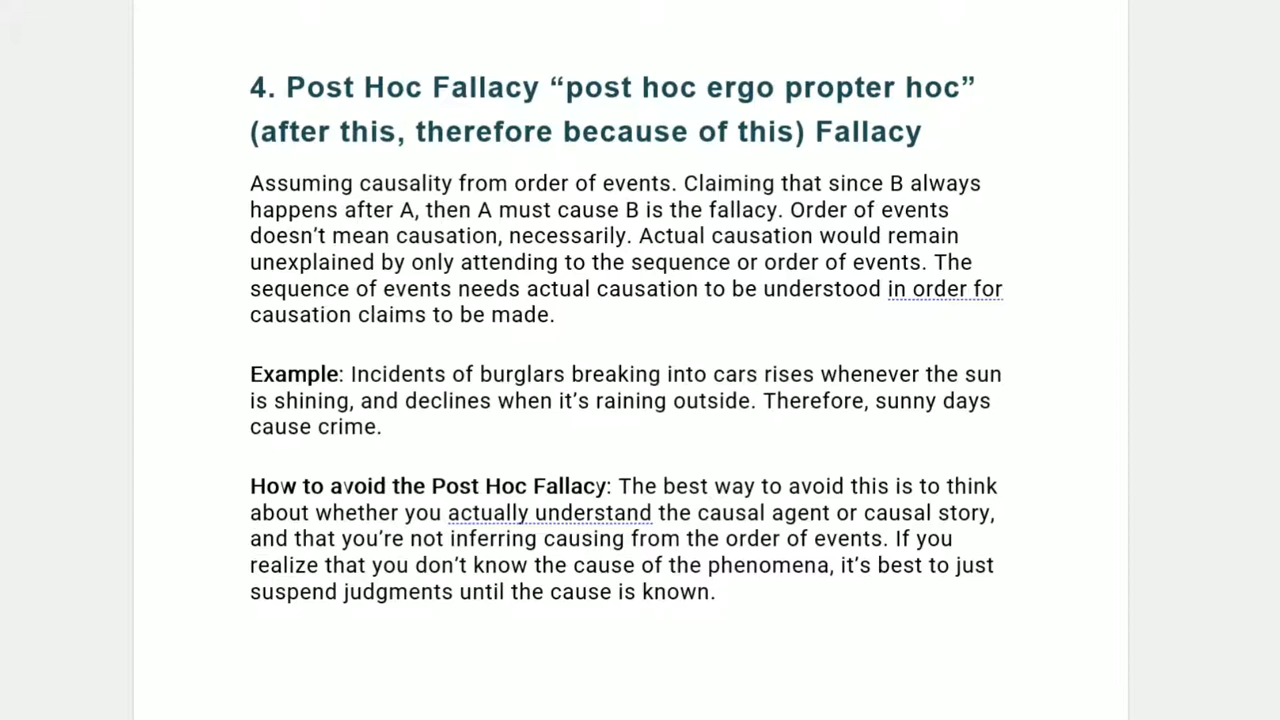 4. Post Hoc Fallacy “post hoc ergo propter hoc”
(after this, therefore because of this) Fallacy
Assuming causality from order of events. Claiming that since B always
happens after A, then A must cause B is the fallacy. Order of events
doesn’t mean causation, necessarily. Actual causation would remain
unexplained by only attending to the sequence or order of events. The
sequence of events needs actual causation to be understood in order for
causation claims to be made.
Example: Incidents of burglars breaking into cars rises whenever the sun
is shining, and declines when it’s raining outside. Therefore, sunny days
cause crime.
How to avoid the Post Hoc Fallacy: The best way to avoid this is to think
about whether you actually understand the causal agent or causal story,
and that you’re not inferring causing from the order of events. If you
realize that you don’t know the cause of the phenomena, it’s best to just
suspend judgments until the cause is known.